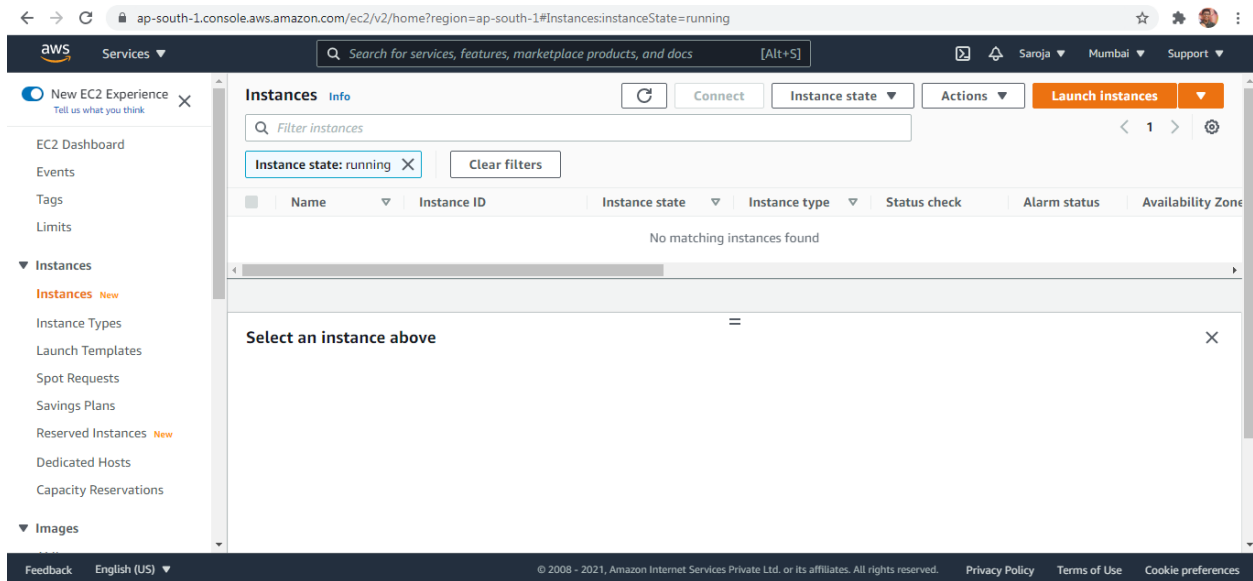 ap-south-1.console.aws.amazon.com/ec2/v2/home?region=ap-south-1#Instances:instanceState=running
aws Services Search for services, features, marketplace products, and docs [Alt+S] Saroja Mumbai Support
New EC2 Experience
Tell us what you think
EC2 Dashboard
Events
Tags
Limits
Instances
Instances New
Instance Types
Launch Templates
Spot Requests
Savings Plans
Reserved Instances New
Dedicated Hosts
Capacity Reservations
Images
Instances Info Connect Instance state Actions Launch instances
Filter instances 1
Instance state: running Clear filters
Name Instance ID Instance state Instance type Status check Alarm status Availability Zone
No matching instances found
Select an instance above
Feedback English (US) © 2008 - 2021, Amazon Internet Services Private Ltd. or its affiliates. All rights reserved. Privacy Policy Terms of Use Cookie preferences